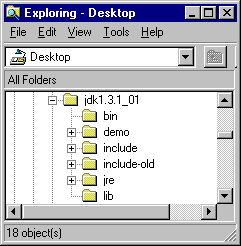 Exploring - Desktop
File Edit View Tools Help
Desktop
All Folders
jdk1.3.1_01
bin
demo
include
include-old
jre
lib
18 object(s)